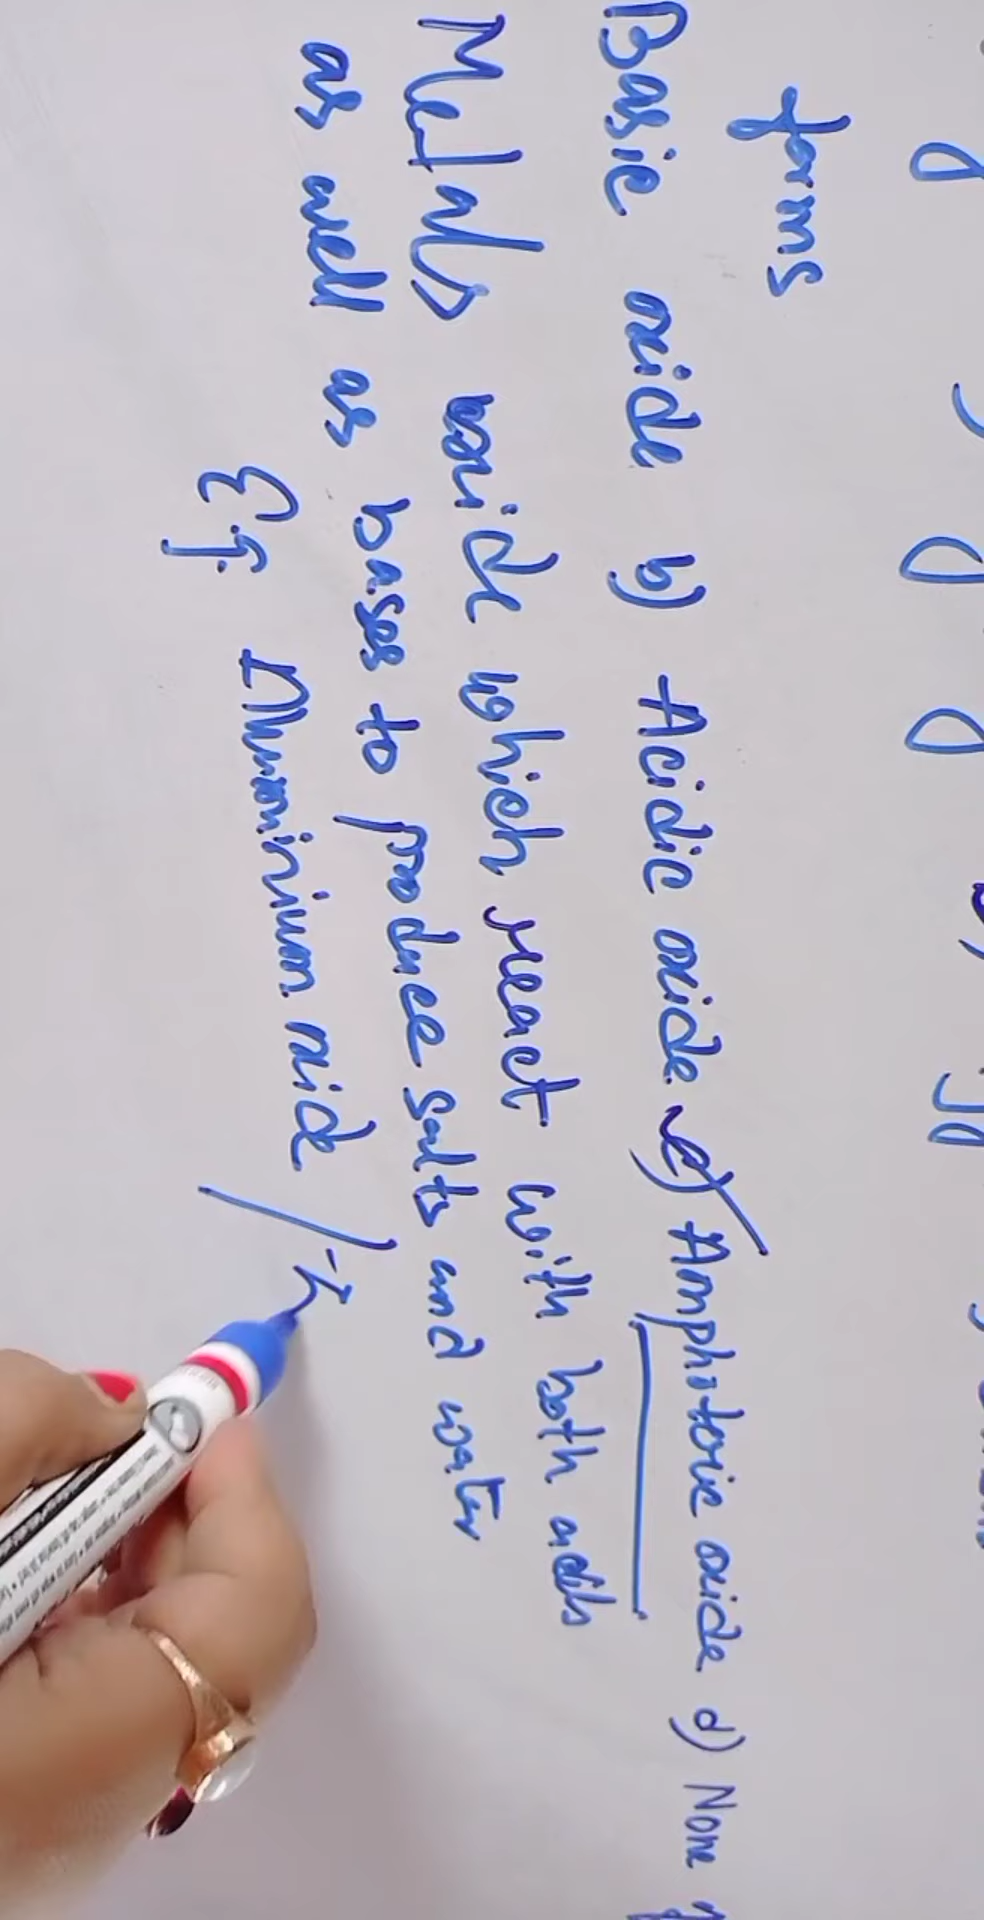 forms
Basic oxide b) Acidic oxide c) Amphoteric oxide d) None
Metals oxide which react with both acids
as well as bases to produce salts and water
Eg: Aluminium oxide /